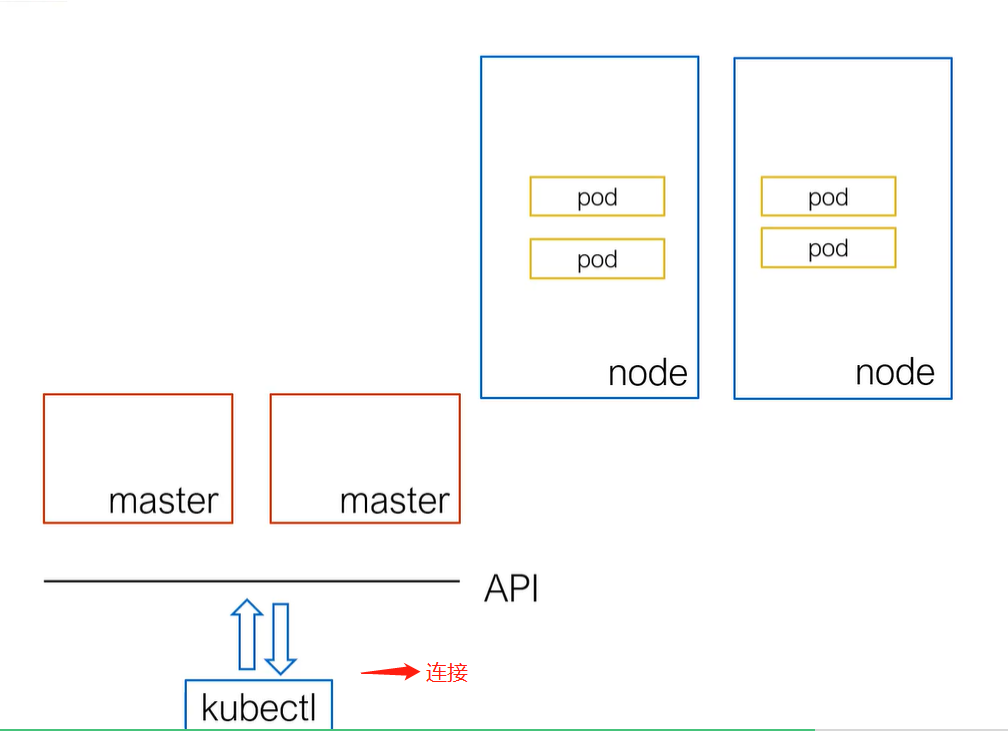 pod
pod
pod
pod
node
node
master
master
API
连接
kubectl